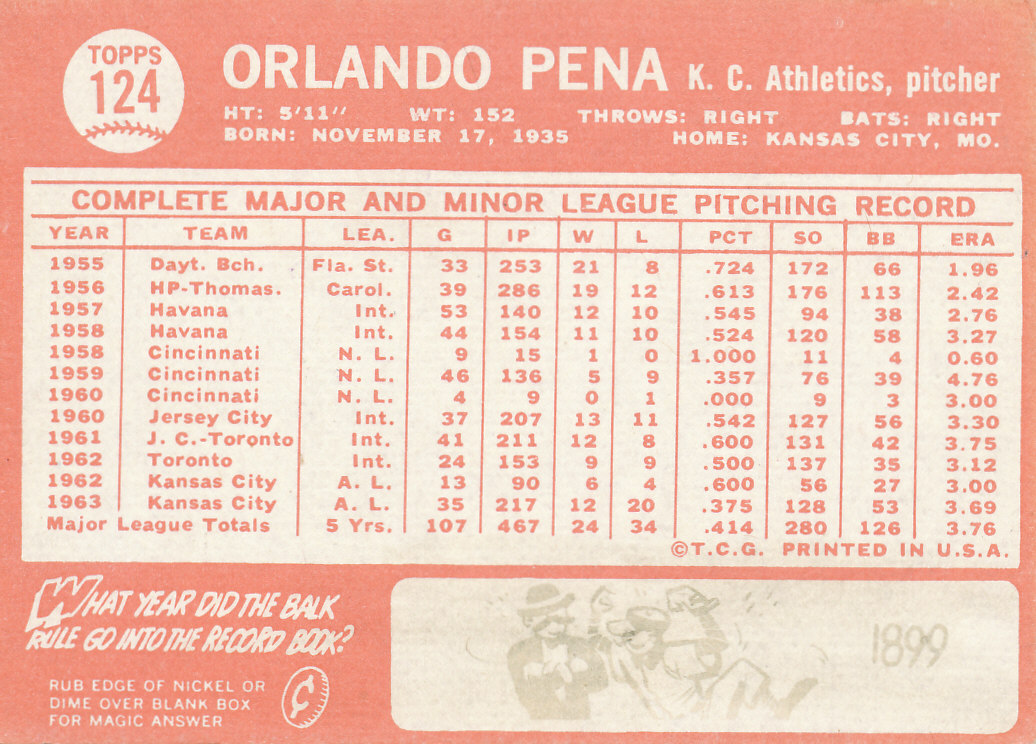 TOPPS
124
ORLANDO PENA K. C. Athletics, pitcher
HT: 5'11" WT: 152 THROWS: RIGHT BATS: RIGHT
BORN: NOVEMBER 17, 1935 HOME: KANSAS CITY, MO.
COMPLETE MAJOR AND MINOR LEAGUE PITCHING RECORD
YEAR TEAM LEA. G IP W L PCT SO BB ERA
1955 Dayt. Bch. Fla. St. 33 253 21 8 .724 172 66 1.96
1956 HP-Thomas. Carol. 39 286 19 12 .613 176 113 2.42
1957 Havana Int. 53 140 12 10 .545 94 38 2.76
1958 Havana Int. 44 154 11 10 .524 120 58 3.27
1958 Cincinnati N. L. 9 15 1 0 1.000 11 4 0.60
1959 Cincinnati N. L. 46 136 5 9 .357 76 39 4.76
1960 Cincinnati N. L. 4 9 0 1 .000 9 3 3.00
1960 Jersey City Int. 37 207 13 11 .542 127 56 3.30
1961 J. C.-Toronto Int. 41 211 12 8 .600 131 42 3.75
1962 Toronto Int. 24 153 9 9 .500 137 35 3.12
1962 Kansas City A. L. 13 90 6 4 .600 56 27 3.00
1963 Kansas City A. L. 35 217 12 20 .375 128 53 3.69
Major League Totals 5 Yrs. 107 467 24 34 .414 280 126 3.76
©T.C.G. PRINTED IN U.S.A.
WHAT YEAR DID THE BALK
RULE GO INTO THE RECORD BOOK?
RUB EDGE OF NICKEL OR
DIME OVER BLANK BOX
FOR MAGIC ANSWER
1899